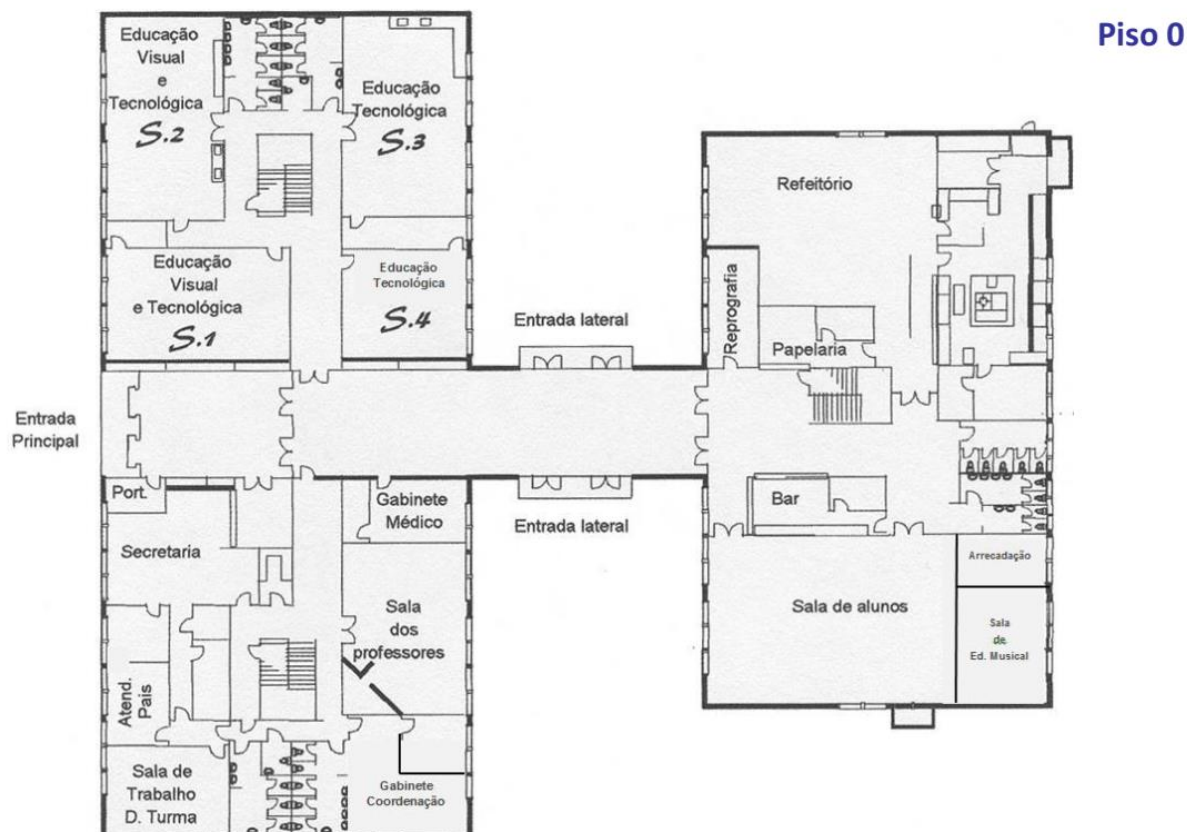 Piso 0
Educação
Visual
e
Tecnológica
S.2
Educação
Tecnológica
S.3
Educação
Visual
e Tecnológica
S.1
Educação
Tecnológica
S.4
Refeitório
Reprografia
Papelaria
Entrada lateral
Entrada
Principal
Port.
Secretaria
Gabinete
Médico
Entrada lateral
Bar
Sala
dos
professores
Sala de alunos
Arrecadação
Sala
de
Ed. Musical
Atend.
Pais
Sala de
Trabalho
D. Turma
Gabinete
Coordenação